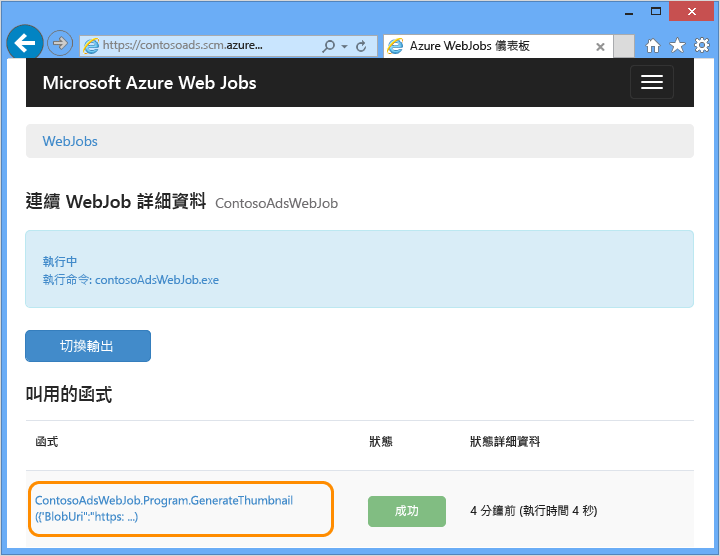 https://contosoads.scm.azure...
Azure WebJobs 儀表板
Microsoft Azure Web Jobs
WebJobs
連續 WebJob 詳細資料 ContosoAdsWebJob
執行中
執行命令: contosoAdsWebJob.exe
切換輸出
叫用的函式
函式 狀態 狀態詳細資料
ContosoAdsWebJob.Program.GenerateThumbnail
({"BlobUri":"https: ...) 成功 4 分鐘前 (執行時間 4 秒)